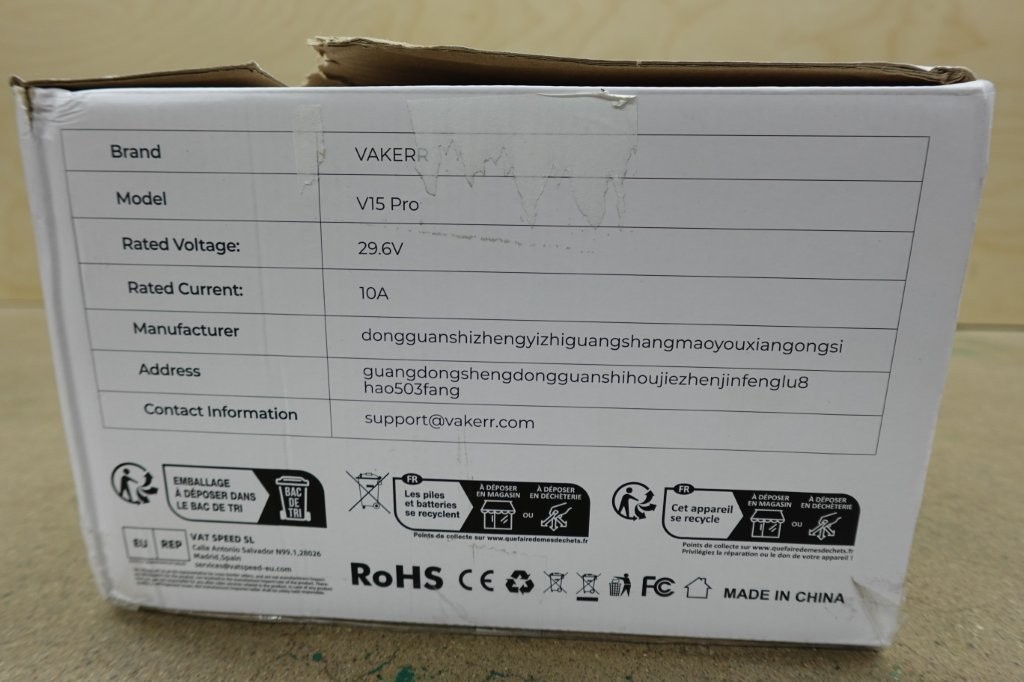 Brand VAKERR
Model V15 Pro
Rated Voltage: 29.6V
Rated Current: 10A
Manufacturer dongguanshizhengyizhiguangshangmaoyouxiangongsi
Address guangdongshengdongguanshihoujiezhenjinfenglu8
hao503fang
Contact Information support@vakerr.com
EMBALLAGE
À DÉPOSER DANS
LE BAC DE TRI
BAC
DE
TRI
FR
Les piles
et batteries
se recyclent
À DÉPOSER
EN MAGASIN
OU
À DÉPOSER
EN DÉCHÈTERIE
Points de collecte sur www.quefairedemesdechets.fr
FR
Cet appareil
se recycle
À DÉPOSER
EN MAGASIN
OU
À DÉPOSER
EN DÉCHÈTERIE
Points de collecte sur www.quefairedemesdechets.fr
Privilégiez la réparation ou le don de votre appareil !
EU REP
VAT SPEED SL
Calle Antonio Salvador N99,1,28026
Madrid,Spain
services@vatspeed-eu.com
RoHS CE FC MADE IN CHINA